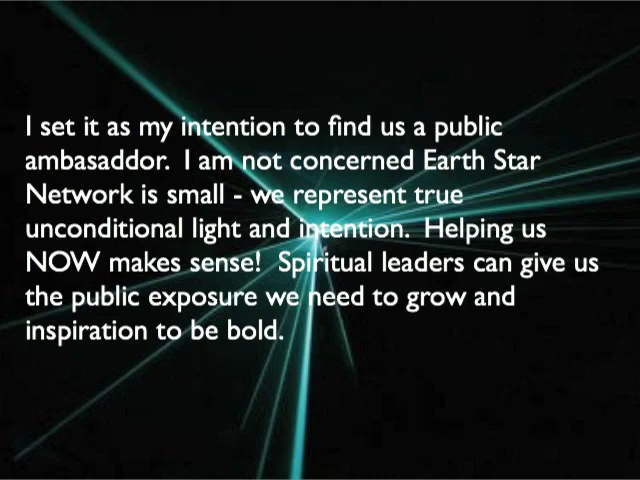 I set it as my intention to find us a public
ambasaddor.  I am not concerned Earth Star
Network is small - we represent true
unconditional light and intention.  Helping us
NOW makes sense!  Spiritual leaders can give us
the public exposure we need to grow and
inspiration to be bold.